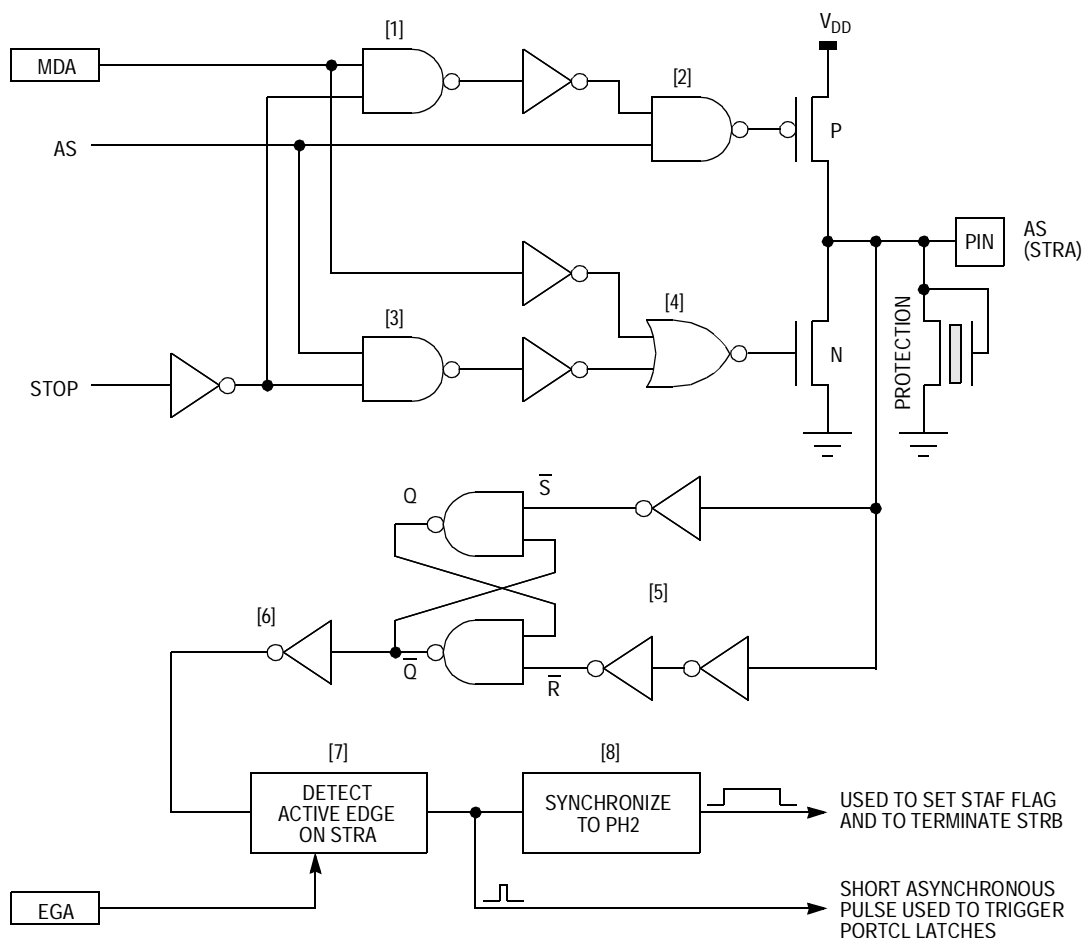 V_DD
[1]
MDA
[2]
P
AS
PIN
AS
(STRA)
[3]
[4]
N
PROTECTION
STOP
Q
S̅
[5]
[6]
Q̅
R̅
[7]
[8]
DETECT
ACTIVE EDGE
ON STRA
SYNCHRONIZE
TO PH2
USED TO SET STAF FLAG
AND TO TERMINATE STRB
EGA
SHORT ASYNCHRONOUS
PULSE USED TO TRIGGER
PORTCL LATCHES